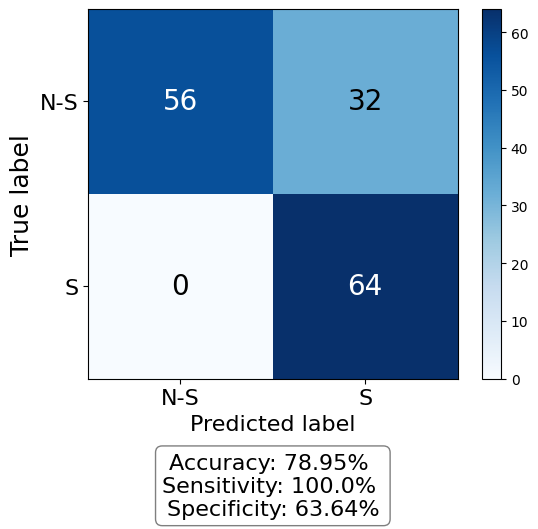 N-S
S
True label
56
32
0
64
N-S
S
Predicted label
60
50
40
30
20
10
0
Accuracy: 78.95%
Sensitivity: 100.0%
Specificity: 63.64%